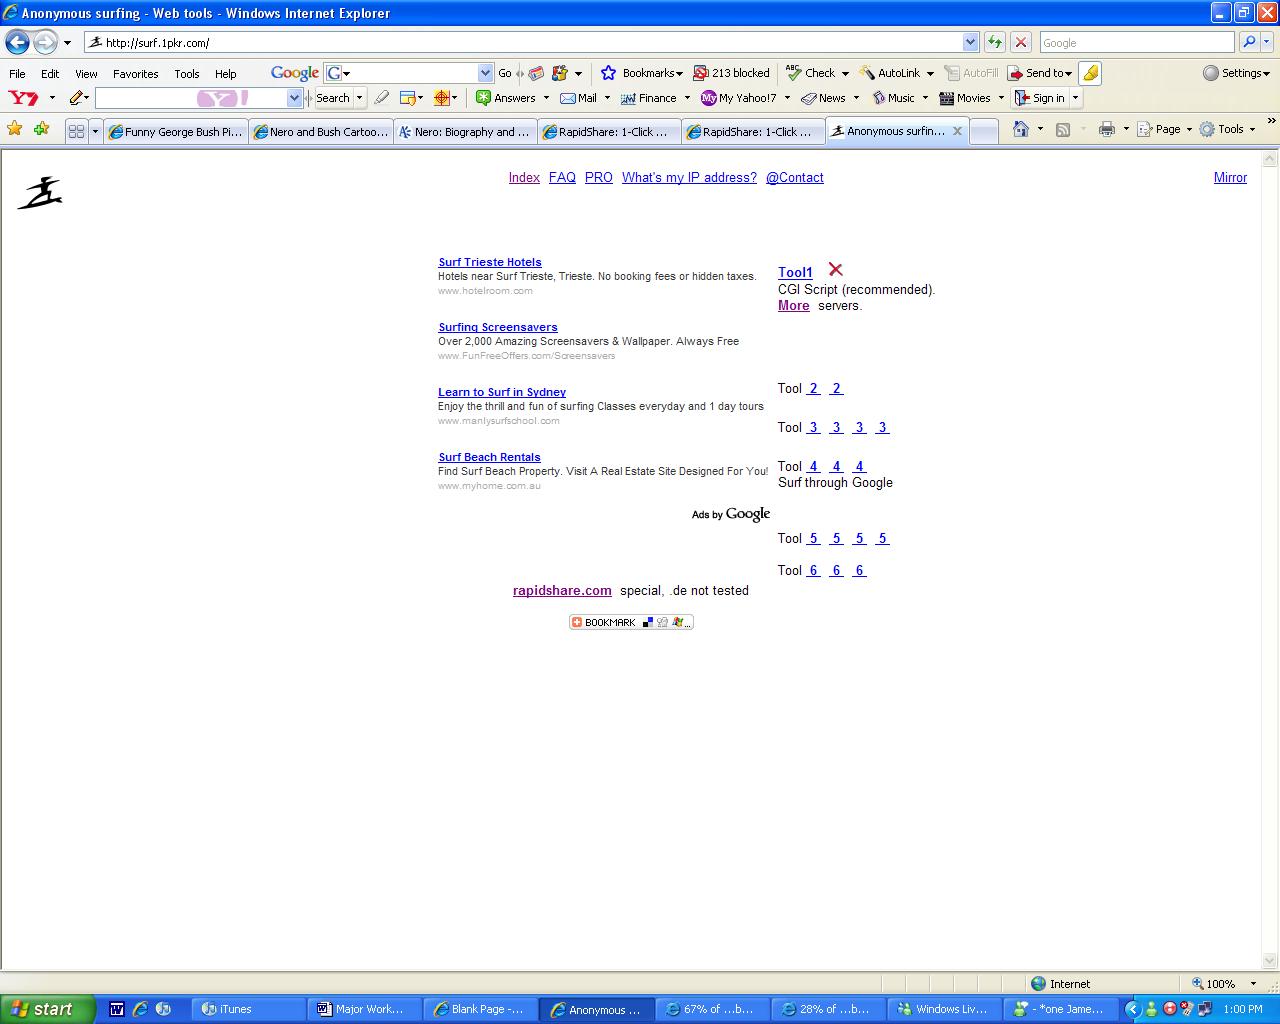 Anonymous surfing - Web tools - Windows Internet Explorer
http://surf.1pkr.com/
Google
File Edit View Favorites Tools Help
Google G Go Bookmarks 213 blocked ABC Check AutoLink AutoFill Send to Settings
Y! Y! Search Answers Mail Finance My Yahoo!7 News Music Movies Sign in
Funny George Bush Pi... Nero and Bush Cartoo... Nero: Biography and ... RapidShare: 1-Click ... RapidShare: 1-Click ... Anonymous surfin... Page Tools
Index FAQ PRO What's my IP address? @Contact Mirror
Surf Trieste Hotels
Hotels near Surf Trieste, Trieste. No booking fees or hidden taxes.
www.hotelroom.com
Surfing Screensavers
Over 2,000 Amazing Screensavers & Wallpaper. Always Free
www.FunFreeOffers.com/Screensavers
Learn to Surf in Sydney
Enjoy the thrill and fun of surfing Classes everyday and 1 day tours
www.manlysurfschool.com
Surf Beach Rentals
Find Surf Beach Property. Visit A Real Estate Site Designed For You!
www.myhome.com.au
Ads by Google
Tool1
CGI Script (recommended).
More servers.
Tool 2 2
Tool 3 3 3 3
Tool 4 4 4
Surf through Google
Tool 5 5 5 5
Tool 6 6 6
rapidshare.com special, .de not tested
BOOKMARK ...
Internet 100%
start iTunes Major Work... Blank Page -... Anonymous ... 67% of ...b... 28% of ...b... Windows Liv... - *one Jame... 1:00 PM